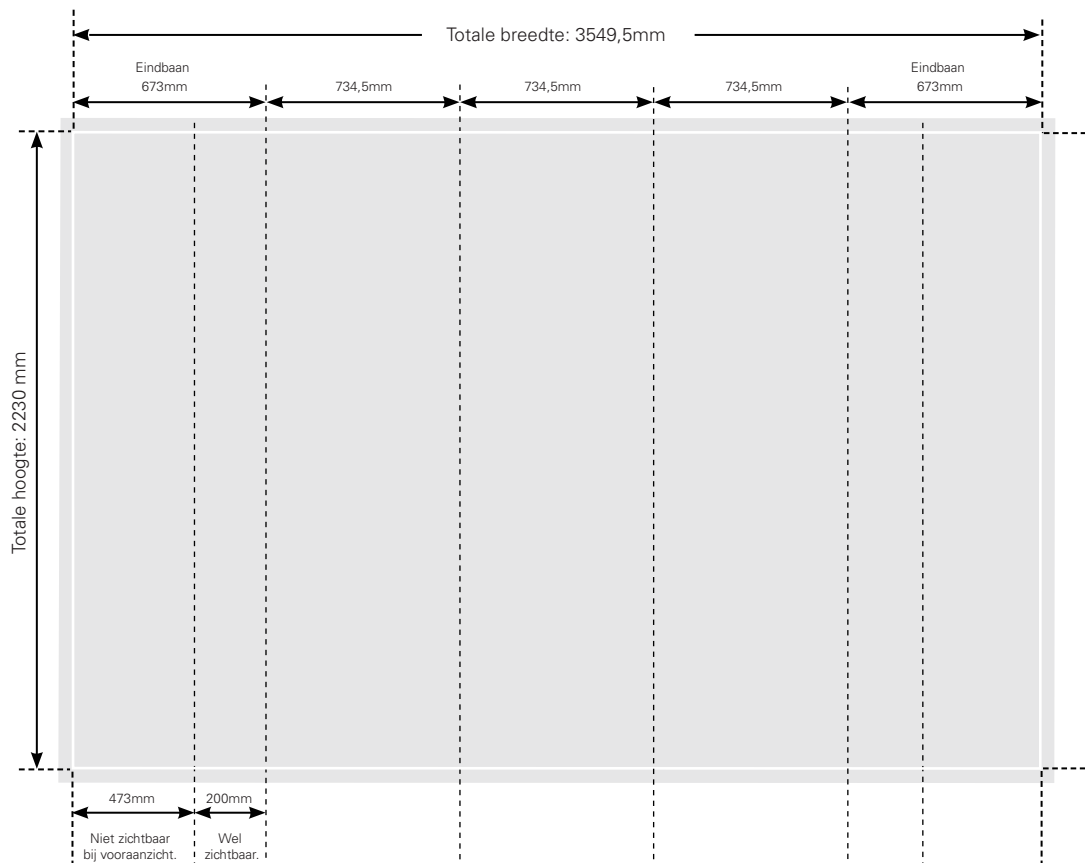 Totale breedte: 3549,5mm
Eindbaan
673mm
734,5mm
734,5mm
734,5mm
Eindbaan
673mm
Totale hoogte: 2230 mm
473mm
200mm
Niet zichtbaar
bij vooraanzicht.
Wel
zichtbaar.